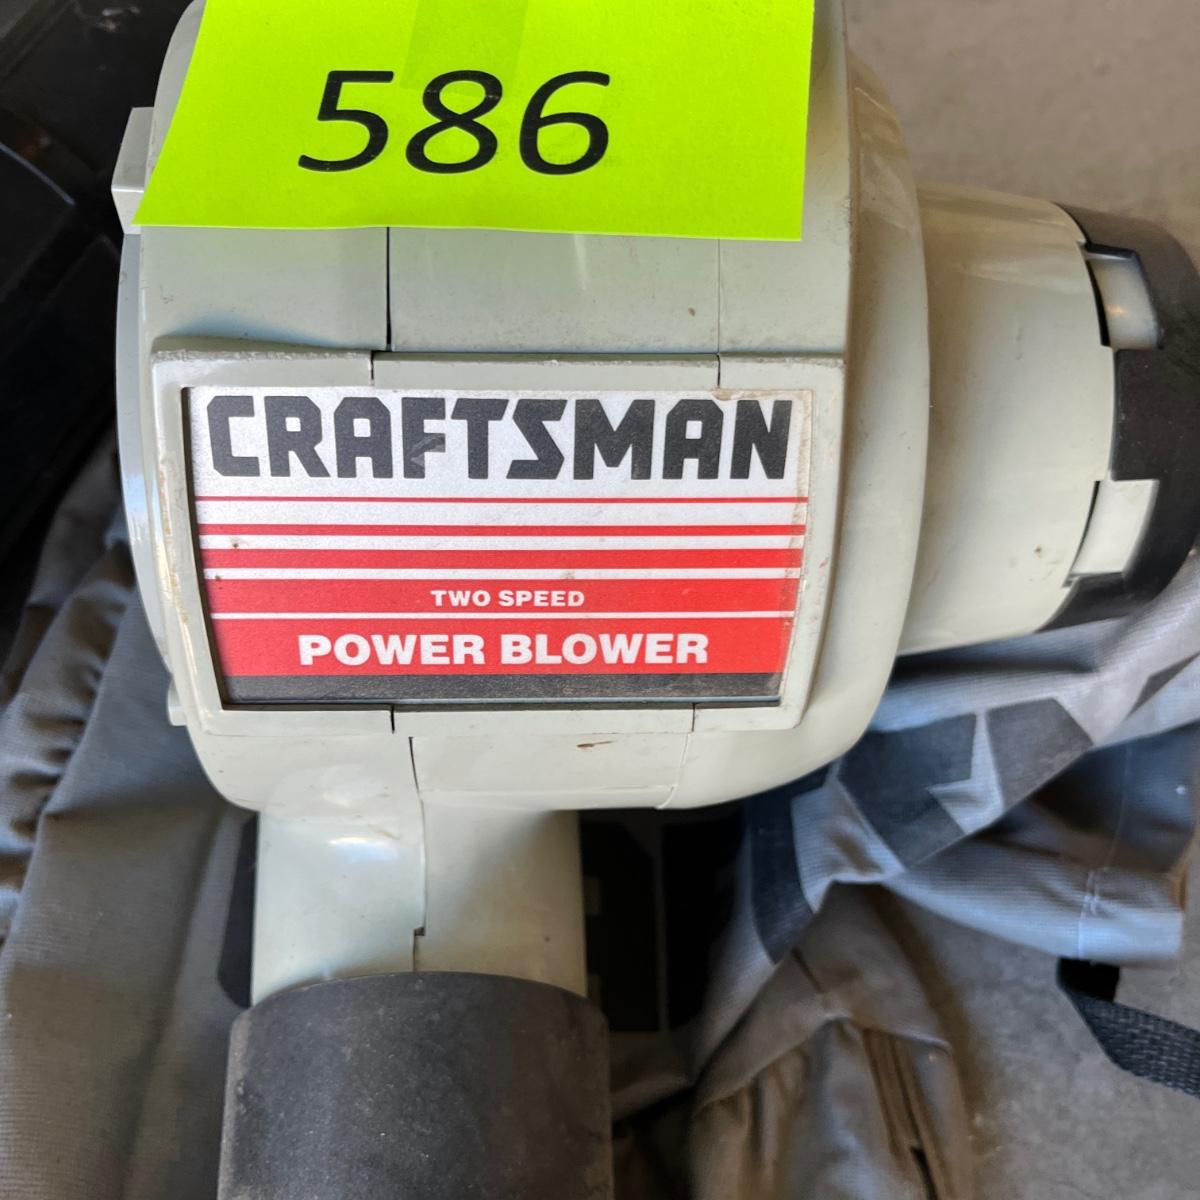 586
CRAFTSMAN
TWO SPEED
POWER BLOWER